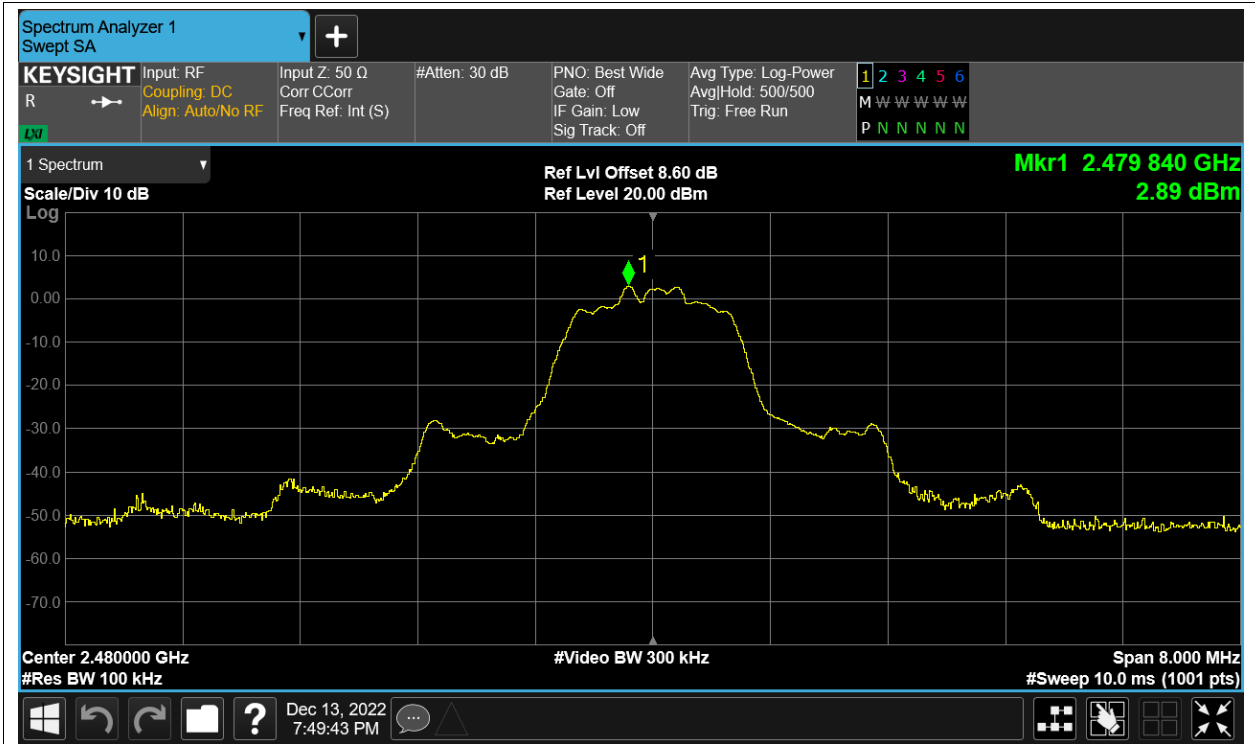 Spectrum Analyzer 1
Swept SA
KEYSIGHT
R
LXI
Input: RF
Coupling: DC
Align: Auto/No RF
Input Z: 50 Ω
Corr CCorr
Freq Ref: Int (S)
#Atten: 30 dB
PNO: Best Wide
Gate: Off
IF Gain: Low
Sig Track: Off
Avg Type: Log-Power
Avg|Hold: 500/500
Trig: Free Run
1 2 3 4 5 6
M W W W W W
P N N N N N
1 Spectrum
Scale/Div 10 dB
Log
Ref Lvl Offset 8.60 dB
Ref Level 20.00 dBm
Mkr1 2.479 840 GHz
2.89 dBm
1
10.0
0.00
-10.0
-20.0
-30.0
-40.0
-50.0
-60.0
-70.0
Center 2.480000 GHz
#Res BW 100 kHz
#Video BW 300 kHz
Span 8.000 MHz
#Sweep 10.0 ms (1001 pts)
?
Dec 13, 2022
7:49:43 PM